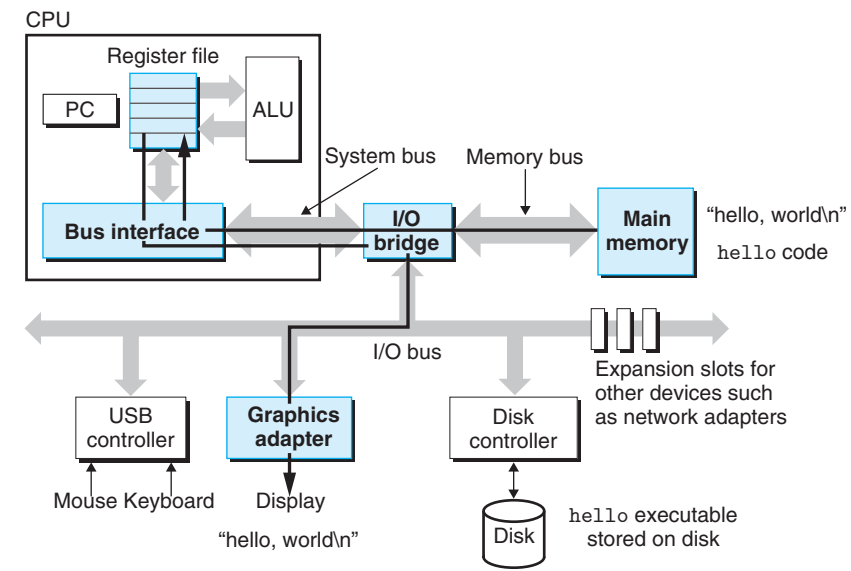 CPU
Register file
PC
ALU
System bus
Memory bus
Bus interface
I/O
bridge
Main
memory
“hello, world\n”
hello code
I/O bus
Expansion slots for
other devices such
as network adapters
USB
controller
Graphics
adapter
Disk
controller
Mouse Keyboard
Display
“hello, world\n”
Disk
hello executable
stored on disk